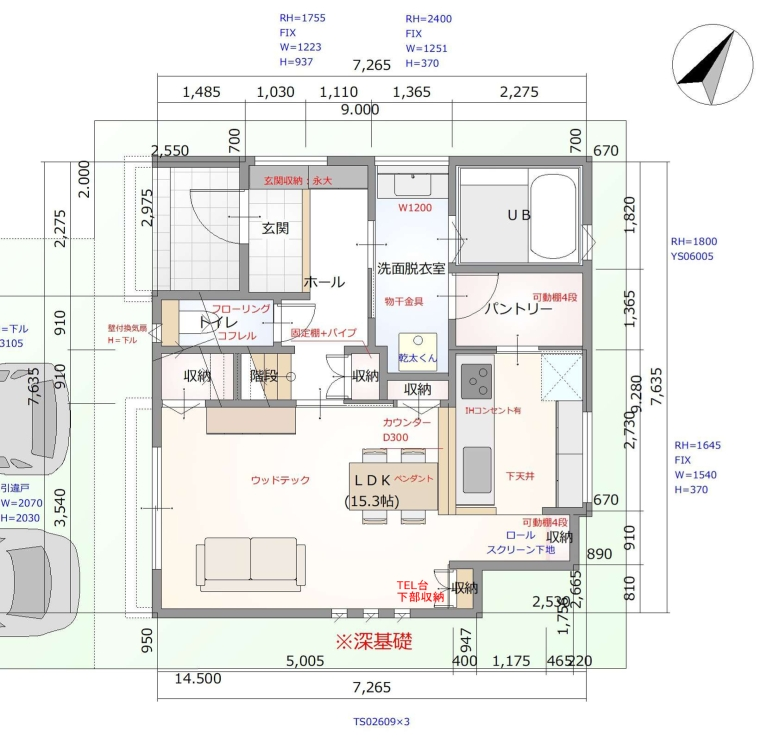 RH=1755
FIX
W=1223
H=937
RH=2400
FIX
W=1251
H=370
7,265
1,485
1,030
1,110
1,365
2,275
9.000
2,550
700
700
670
2.000
2,975
2,275
1,820
玄関収納：永大
W1200
UB
玄関
ホール
洗面脱衣室
RH=1800
YS06005
物干金具
可動棚4段
パントリー
1,365
フローリング
トイレ
コフレル
固定棚+パイプ
壁付換気扇
H=下ル
=下ル
3105
910
乾太くん
収納
階段
収納
収納
910
7,635
9.280
7,635
2,730
カウンター
D300
IHコンセント有
RH=1645
FIX
W=1540
H=370
ウッドテック
LDK
ペンダント
(15.3帖)
下天井
引違戸
W=2070
H=2030
3,540
670
可動棚4段
ロール
スクリーン下地
収納
910
890
TEL台
下部収納
収納
810
2,530
2,665
1,755
※深基礎
950
947
5,005
400
1,175
465
220
14.500
7,265
TS02609×3